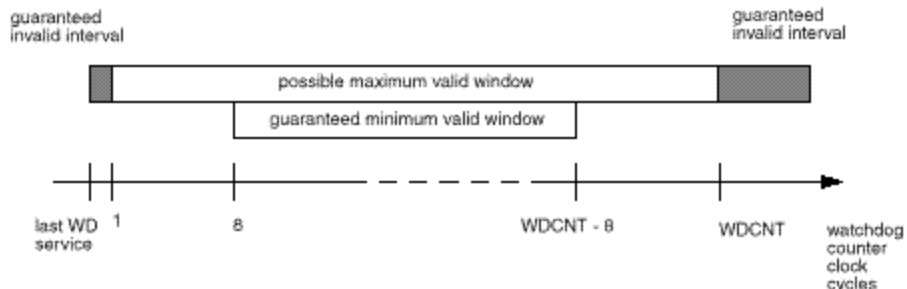 guaranteed
invalid interval
guaranteed
invalid interval
possible maximum valid window
guaranteed minimum valid window
last WD
service
1
8
WDCNT - 8
WDCNT
watchdog
counter
clock
cycles